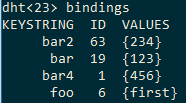 dht<23> bindings
KEYSTRING  ID  VALUES
     bar2  63  {234}
      bar  19  {123}
     bar4   1  {456}
      foo   6  {first}